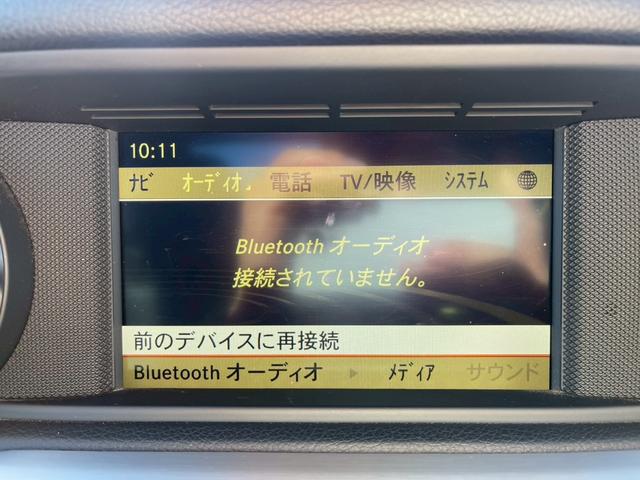 10:11
ナビ オーディオ 電話 TV/映像 システム
Bluetooth オーディオ
接続されていません。
前のデバイスに再接続
Bluetooth オーディオ メディア サウンド